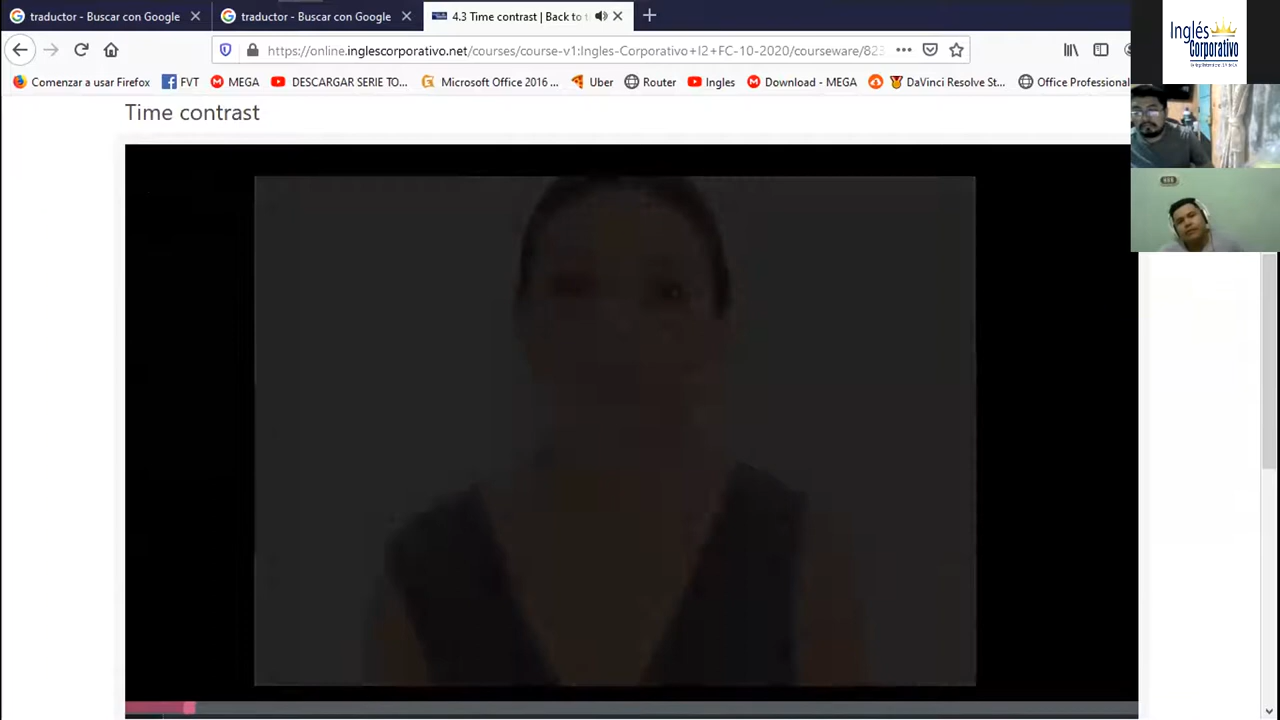 traductor - Buscar con Google
traductor - Buscar con Google
4.3 Time contrast | Back to t
Inglés
Corporativo
https://online.inglescorporativo.net/courses/course-v1:Ingles-Corporativo+I2+FC-10-2020/courseware/823
Comenzar a usar Firefox
FVT
MEGA
DESCARGAR SERIE TO...
Microsoft Office 2016 ...
Uber
Router
Ingles
Download - MEGA
DaVinci Resolve St...
Office Professional
Time contrast